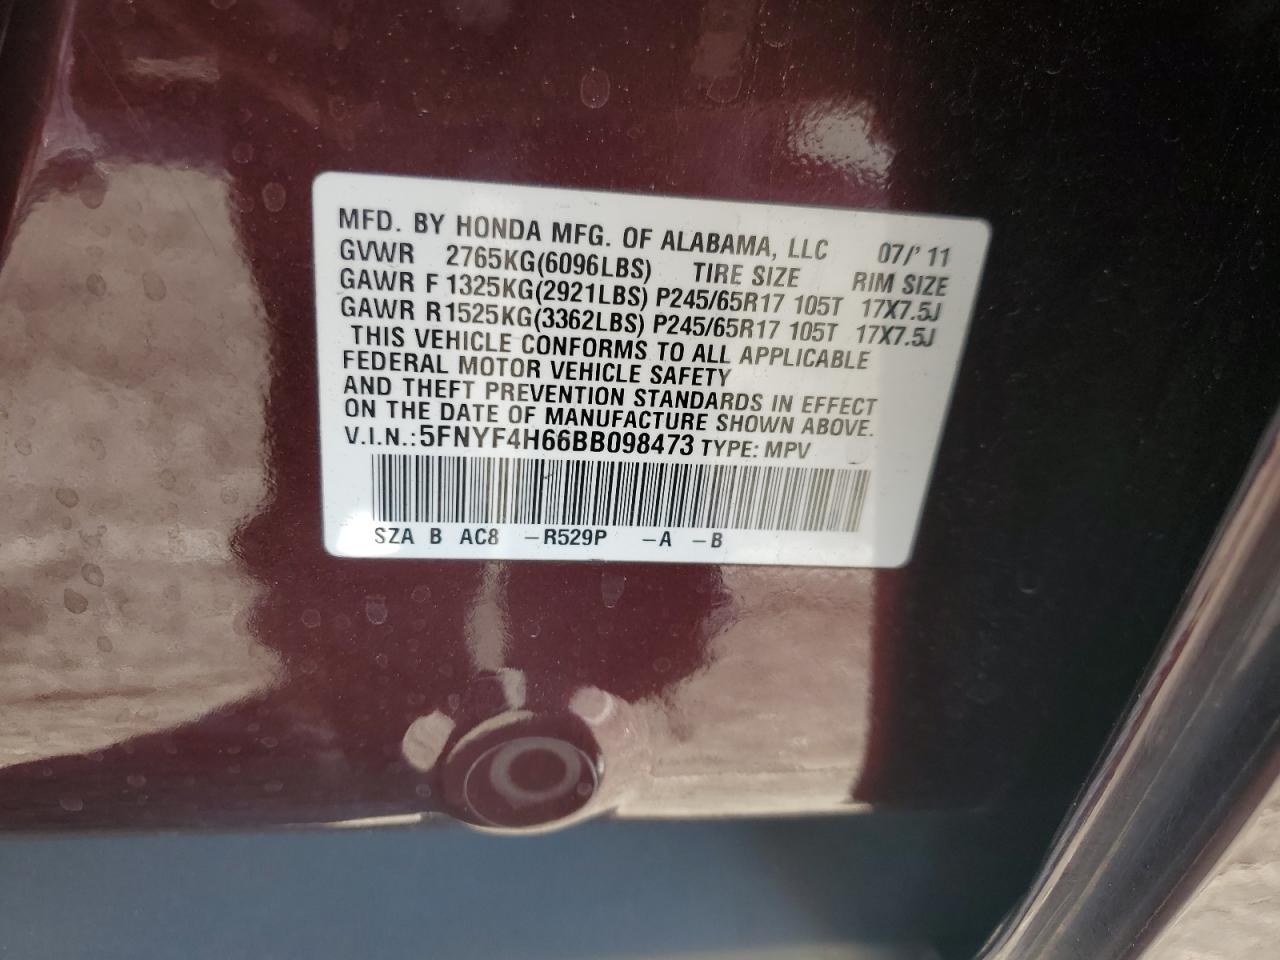 MFD. BY HONDA MFG. OF ALABAMA, LLC 07/' 11
GVWR 2765KG(6096LBS) TIRE SIZE RIM SIZE
GAWR F 1325KG(2921LBS) P245/65R17 105T 17X7.5J
GAWR R 1525KG(3362LBS) P245/65R17 105T 17X7.5J
THIS VEHICLE CONFORMS TO ALL APPLICABLE
FEDERAL MOTOR VEHICLE SAFETY
AND THEFT PREVENTION STANDARDS IN EFFECT
ON THE DATE OF MANUFACTURE SHOWN ABOVE.
V.I.N.:5FNYF4H66BB098473 TYPE: MPV
SZA B AC8 -R529P -A -B